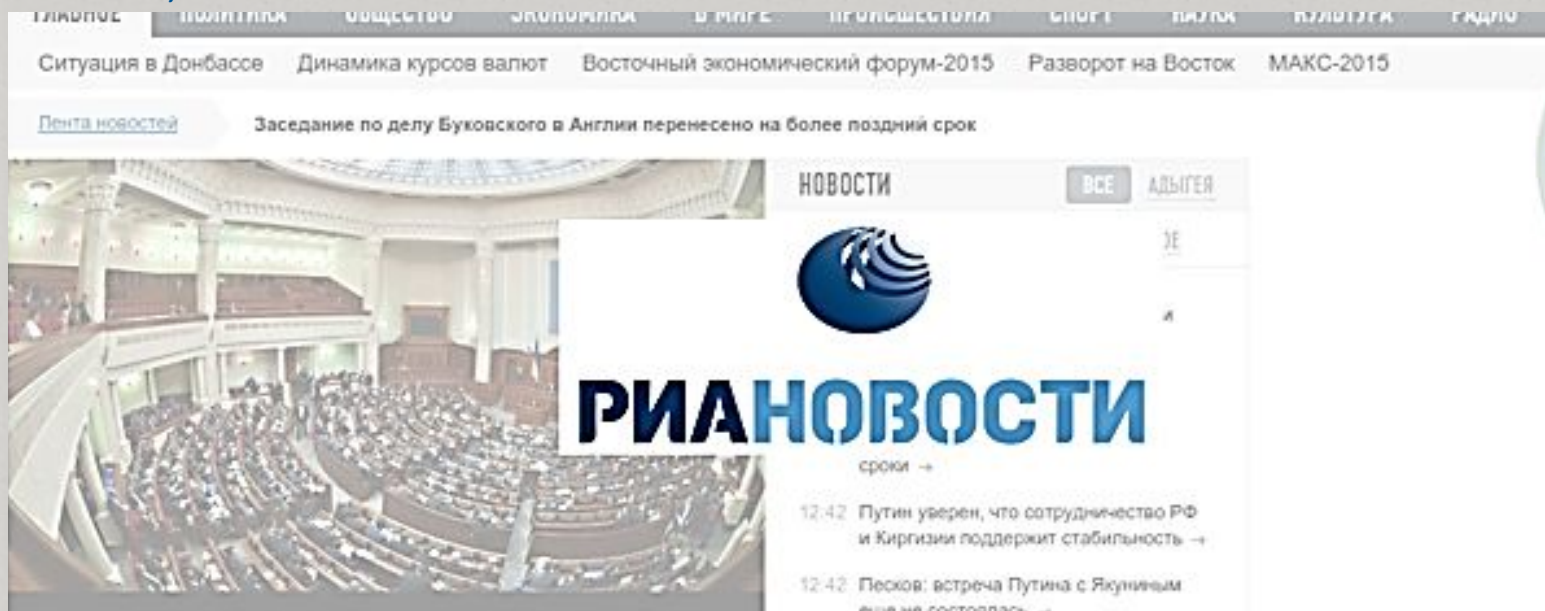 ГЛАВНОЕ ПОЛИТИКА ОБЩЕСТВО ЭКОНОМИКА В МИРЕ ПРОИСШЕСТВИЯ СПОРТ НАУКА КУЛЬТУРА РАДИО
Ситуация в Донбассе Динамика курсов валют Восточный экономический форум-2015 Разворот на Восток МАКС-2015
Лента новостей Заседание по делу Буковского в Англии перенесено на более поздний срок
НОВОСТИ ВСЕ АДЫГЕЯ
РИАНОВОСТИ
сроки →
12:42 Путин уверен, что сотрудничество РФ
и Киргизии поддержит стабильность →
12:42 Песков: встреча Путина с Якуниным
еще не состоялась →